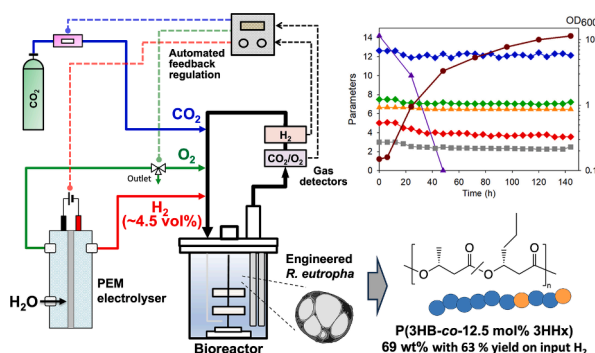 Automated
feedback
regulation
CO2
CO2
O2
Outlet
H2
(~4.5 vol%)
H2
CO2/O2
Gas
detectors
H2O
PEM
electrolyser
Bioreactor
Engineered
R. eutropha
OD600
Parameters
14
12
10
8
6
4
2
0
10
1
0.1
0 20 40 60 80 100 120 140
Time (h)
O
O
O
O
n
P(3HB-co-12.5 mol% 3HHx)
69 wt% with 63 % yield on input H2